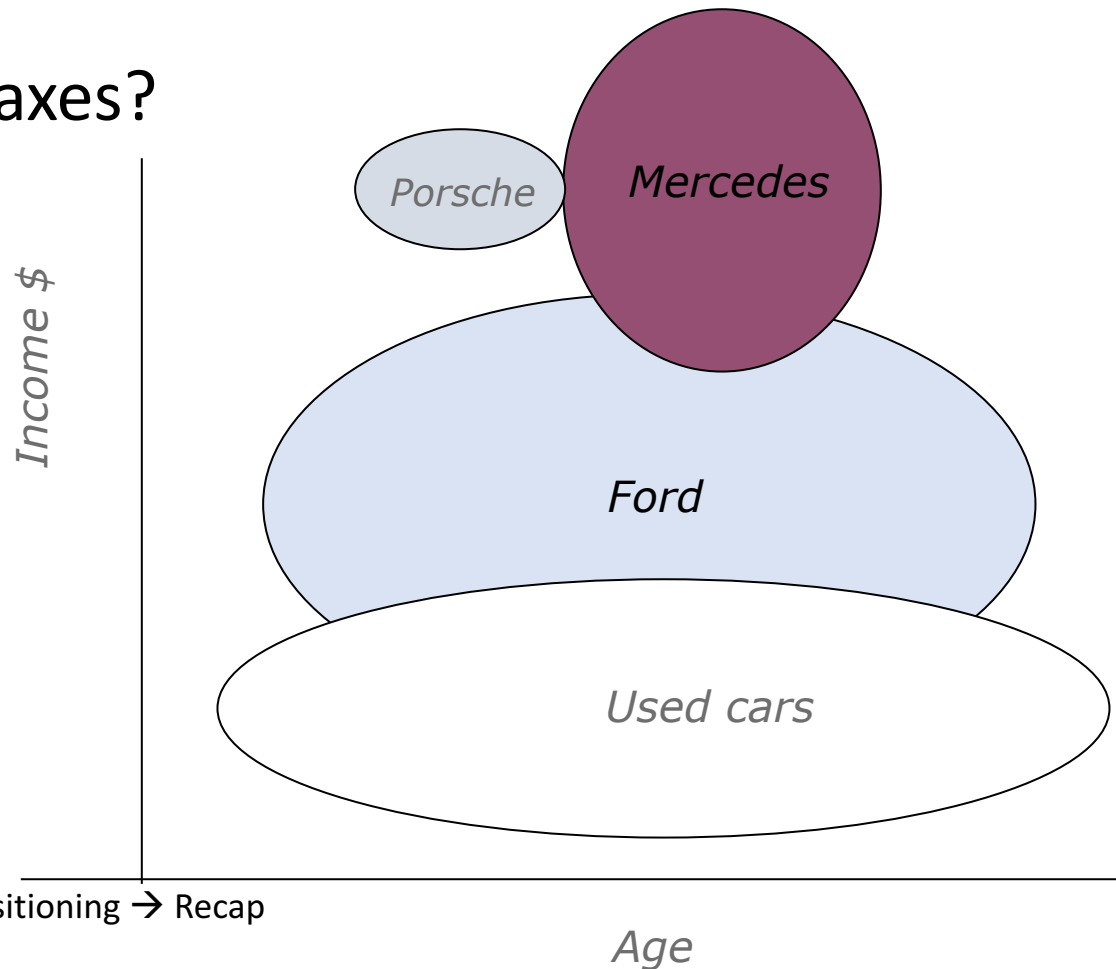 axes?
Porsche
Mercedes
Income $
Ford
Used cars
sitioning → Recap
Age